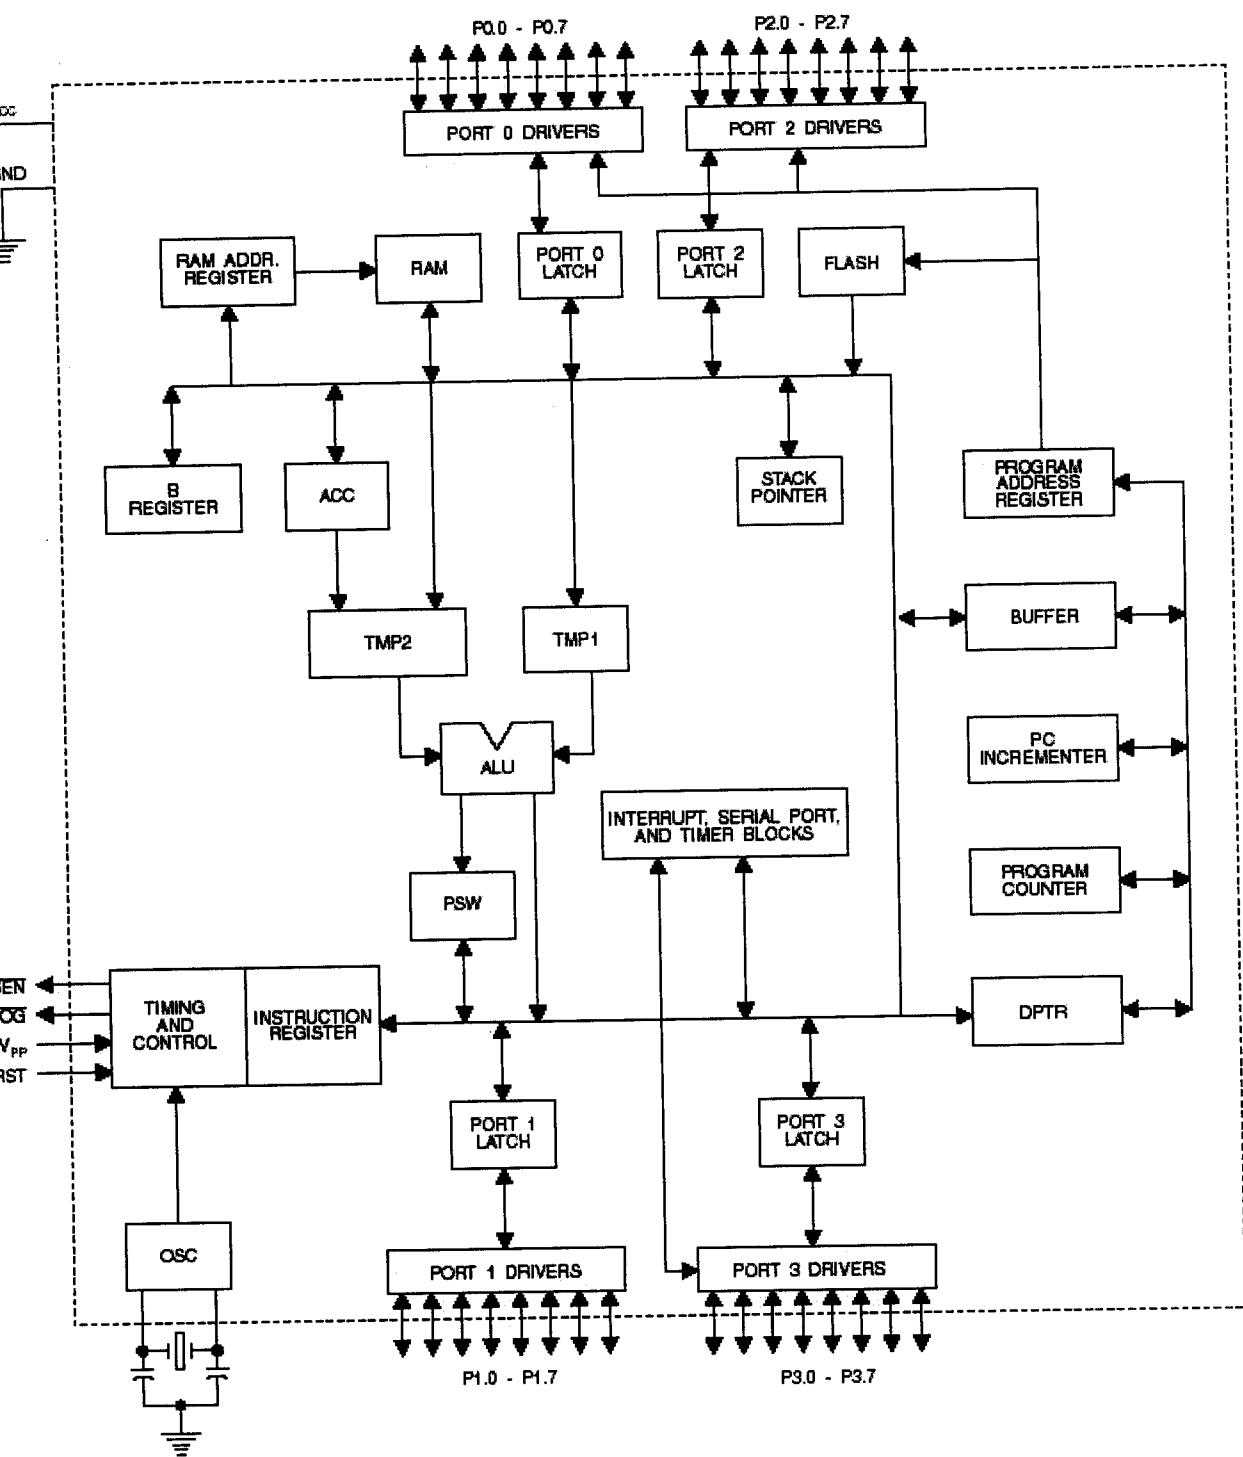 P0.0 - P0.7
P2.0 - P2.7
PORT 0 DRIVERS
PORT 2 DRIVERS
RAM ADDR.
REGISTER
RAM
PORT 0
LATCH
PORT 2
LATCH
FLASH
B
REGISTER
ACC
STACK
POINTER
PROGRAM
ADDRESS
REGISTER
TMP2
TMP1
BUFFER
ALU
PC
INCREMENTER
INTERRUPT, SERIAL PORT,
AND TIMER BLOCKS
PSW
PROGRAM
COUNTER
TIMING
AND
CONTROL
INSTRUCTION
REGISTER
DPTR
VPP
RST
PORT 1
LATCH
PORT 3
LATCH
OSC
PORT 1 DRIVERS
PORT 3 DRIVERS
P1.0 - P1.7
P3.0 - P3.7